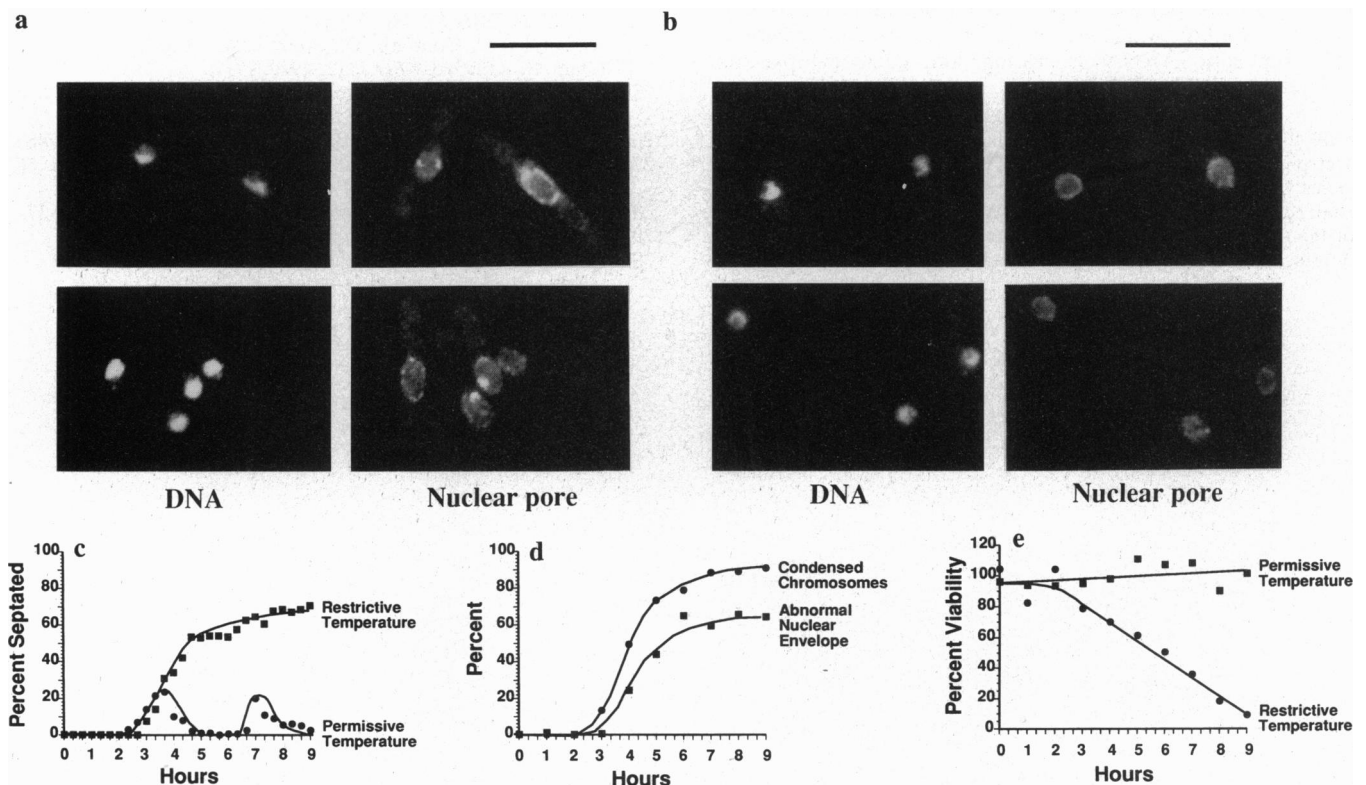 a
b
DNA
Nuclear pore
DNA
Nuclear pore
c
Percent Septated
100
80
60
40
20
0
0 1 2 3 4 5 6 7 8 9
Hours
Restrictive
Temperature
Permissive
Temperature
d
Percent
100
80
60
40
20
0
0 1 2 3 4 5 6 7 8 9
Hours
Condensed
Chromosomes
Abnormal
Nuclear
Envelope
e
Percent Viability
120
100
80
60
40
20
0
0 1 2 3 4 5 6 7 8 9
Hours
Permissive
Temperature
Restrictive
Temperature